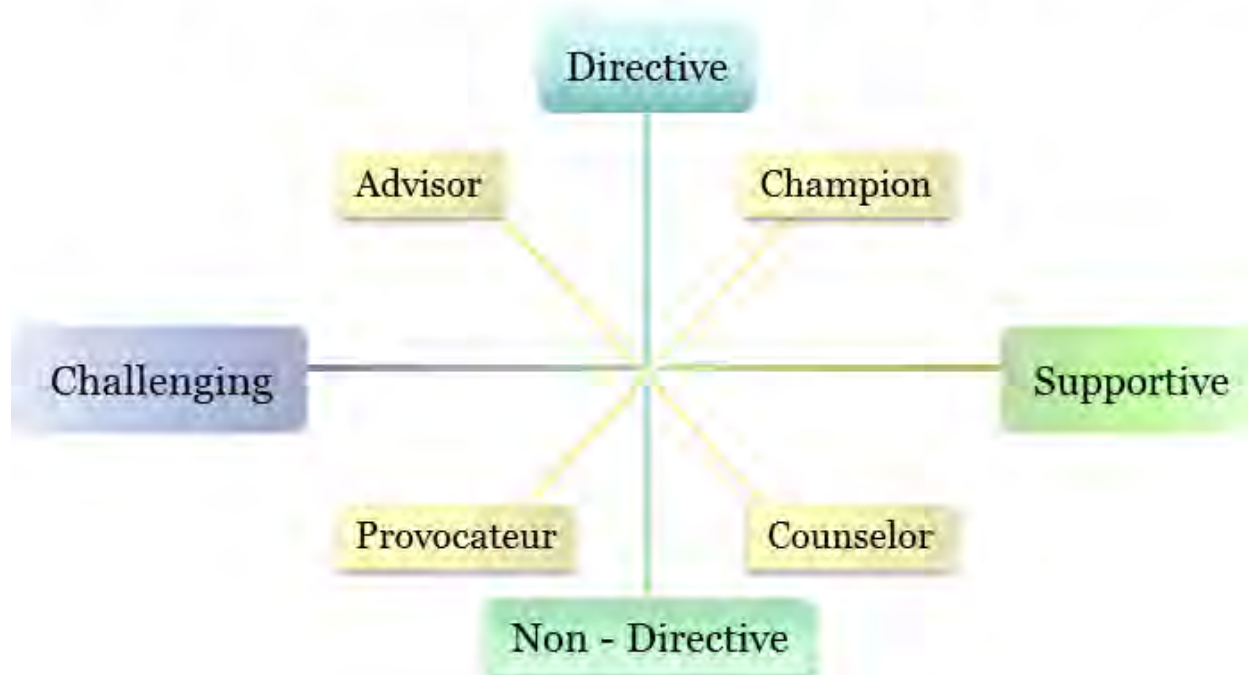 Directive
Advisor
Champion
Challenging
Supportive
Provocateur
Counselor
Non - Directive